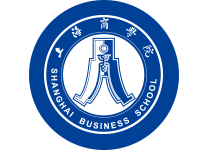 上海商学院
SHANGHAI BUSINESS SCHOOL